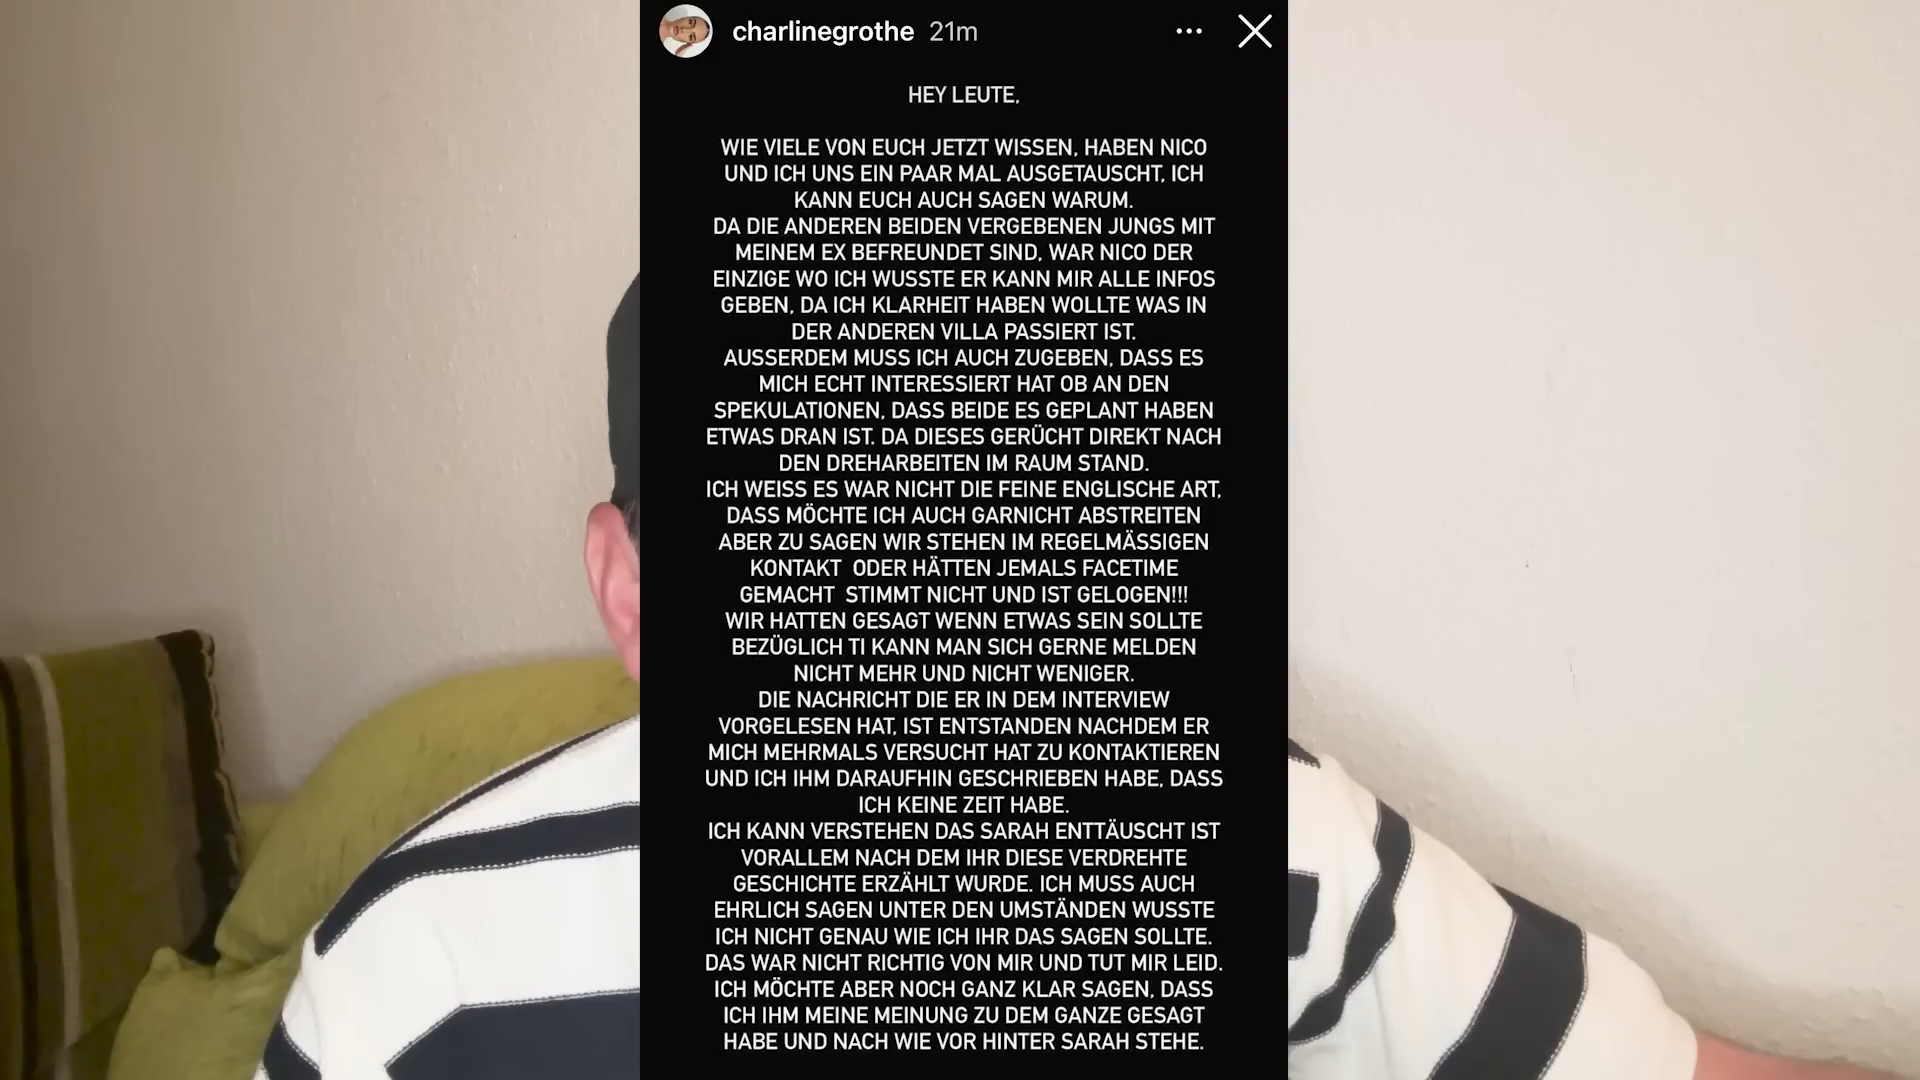 charlinegrothe 21m
HEY LEUTE,
WIE VIELE VON EUCH JETZT WISSEN, HABEN NICO
UND ICH UNS EIN PAAR MAL AUSGETAUSCHT, ICH
KANN EUCH AUCH SAGEN WARUM.
DA DIE ANDEREN BEIDEN VERGEBENEN JUNGS MIT
MEINEM EX BEFREUNDET SIND, WAR NICO DER
EINZIGE WO ICH WUSSTE ER KANN MIR ALLE INFOS
GEBEN, DA ICH KLARHEIT HABEN WOLLTE WAS IN
DER ANDEREN VILLA PASSIERT IST.
AUSSERDEM MUSS ICH AUCH ZUGEBEN, DASS ES
MICH ECHT INTERESSIERT HAT OB AN DEN
SPEKULATIONEN, DASS BEIDE ES GEPLANT HABEN
ETWAS DRAN IST. DA DIESES GERÜCHT DIREKT NACH
DEN DREHARBEITEN IM RAUM STAND.
ICH WEISS ES WAR NICHT DIE FEINE ENGLISCHE ART,
DASS MÖCHTE ICH AUCH GARNICHT ABSTREITEN
ABER ZU SAGEN WIR STEHEN IM REGELMÄSSIGEN
KONTAKT ODER HÄTTEN JEMALS FACETIME
GEMACHT STIMMT NICHT UND IST GELOGEN!!!
WIR HATTEN GESAGT WENN ETWAS SEIN SOLLTE
BEZÜGLICH TI KANN MAN SICH GERNE MELDEN
NICHT MEHR UND NICHT WENIGER.
DIE NACHRICHT DIE ER IN DEM INTERVIEW
VORGELESEN HAT, IST ENTSTANDEN NACHDEM ER
MICH MEHRMALS VERSUCHT HAT ZU KONTAKTIEREN
UND ICH IHM DARAUFHIN GESCHRIEBEN HABE, DASS
ICH KEINE ZEIT HABE.
ICH KANN VERSTEHEN DAS SARAH ENTTÄUSCHT IST
VORALLEM NACH DEM IHR DIESE VERDREHTE
GESCHICHTE ERZÄHLT WURDE. ICH MUSS AUCH
EHRLICH SAGEN UNTER DEN UMSTÄNDEN WUSSTE
ICH NICHT GENAU WIE ICH IHR DAS SAGEN SOLLTE.
DAS WAR NICHT RICHTIG VON MIR UND TUT MIR LEID.
ICH MÖCHTE ABER NOCH GANZ KLAR SAGEN, DASS
ICH IHM MEINE MEINUNG ZU DEM GANZE GESAGT
HABE UND NACH WIE VOR HINTER SARAH STEHE.